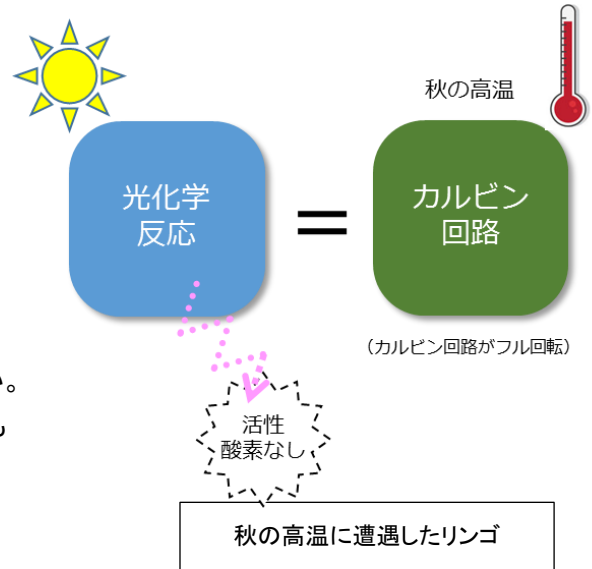 秋の高温
光化学
反応
=
カルビン
回路
(カルビン回路がフル回転)
。
活性
酸素なし
秋の高温に遭遇したリンゴ